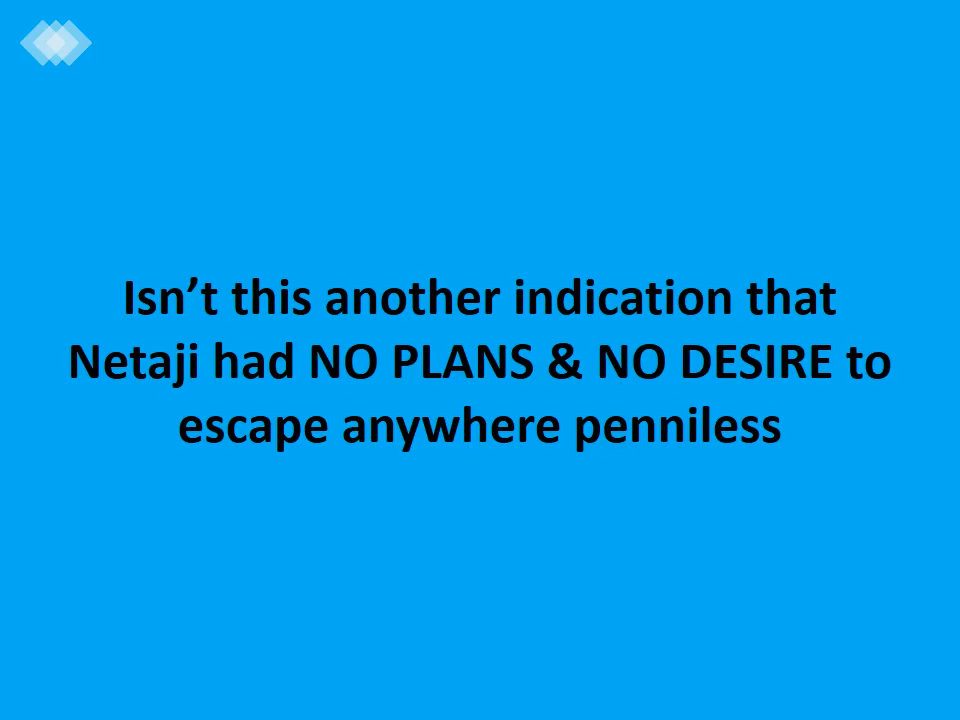 Isn’t this another indication that
Netaji had NO PLANS & NO DESIRE to
escape anywhere penniless